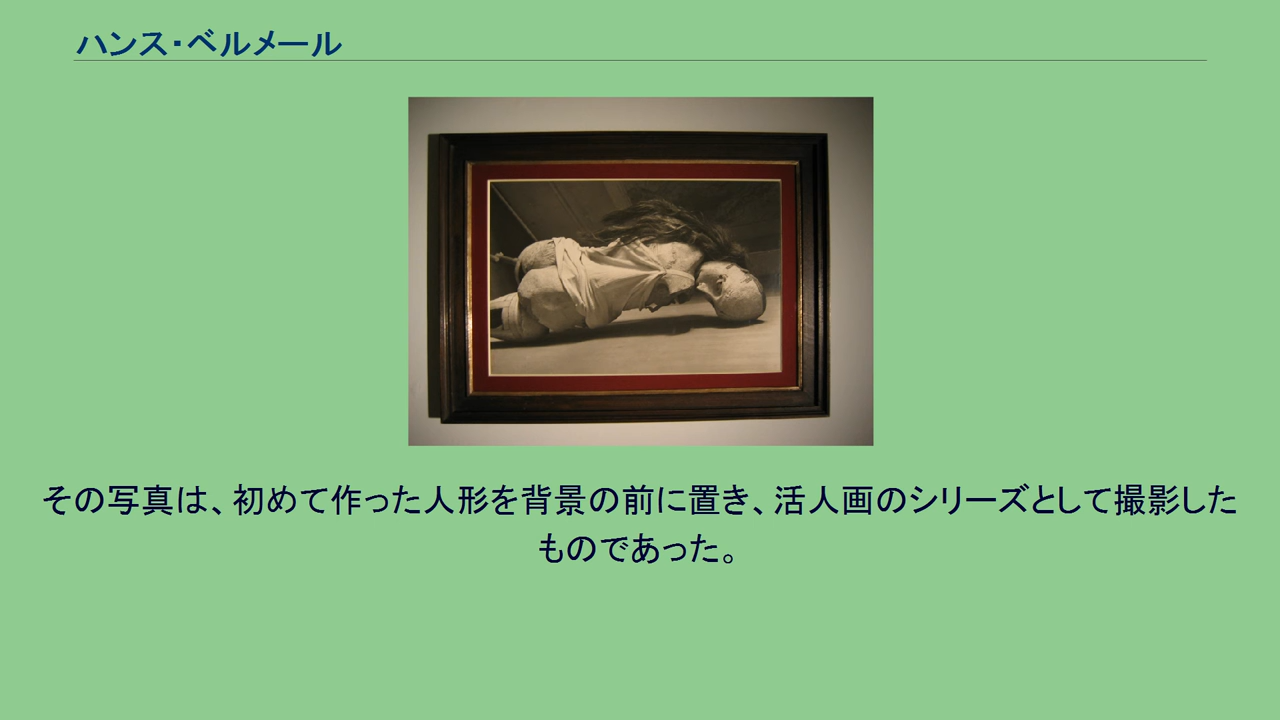 ハンス・ベルメール
その写真は、初めて作った人形を背景の前に置き、活人画のシリーズとして撮影した
ものであった。